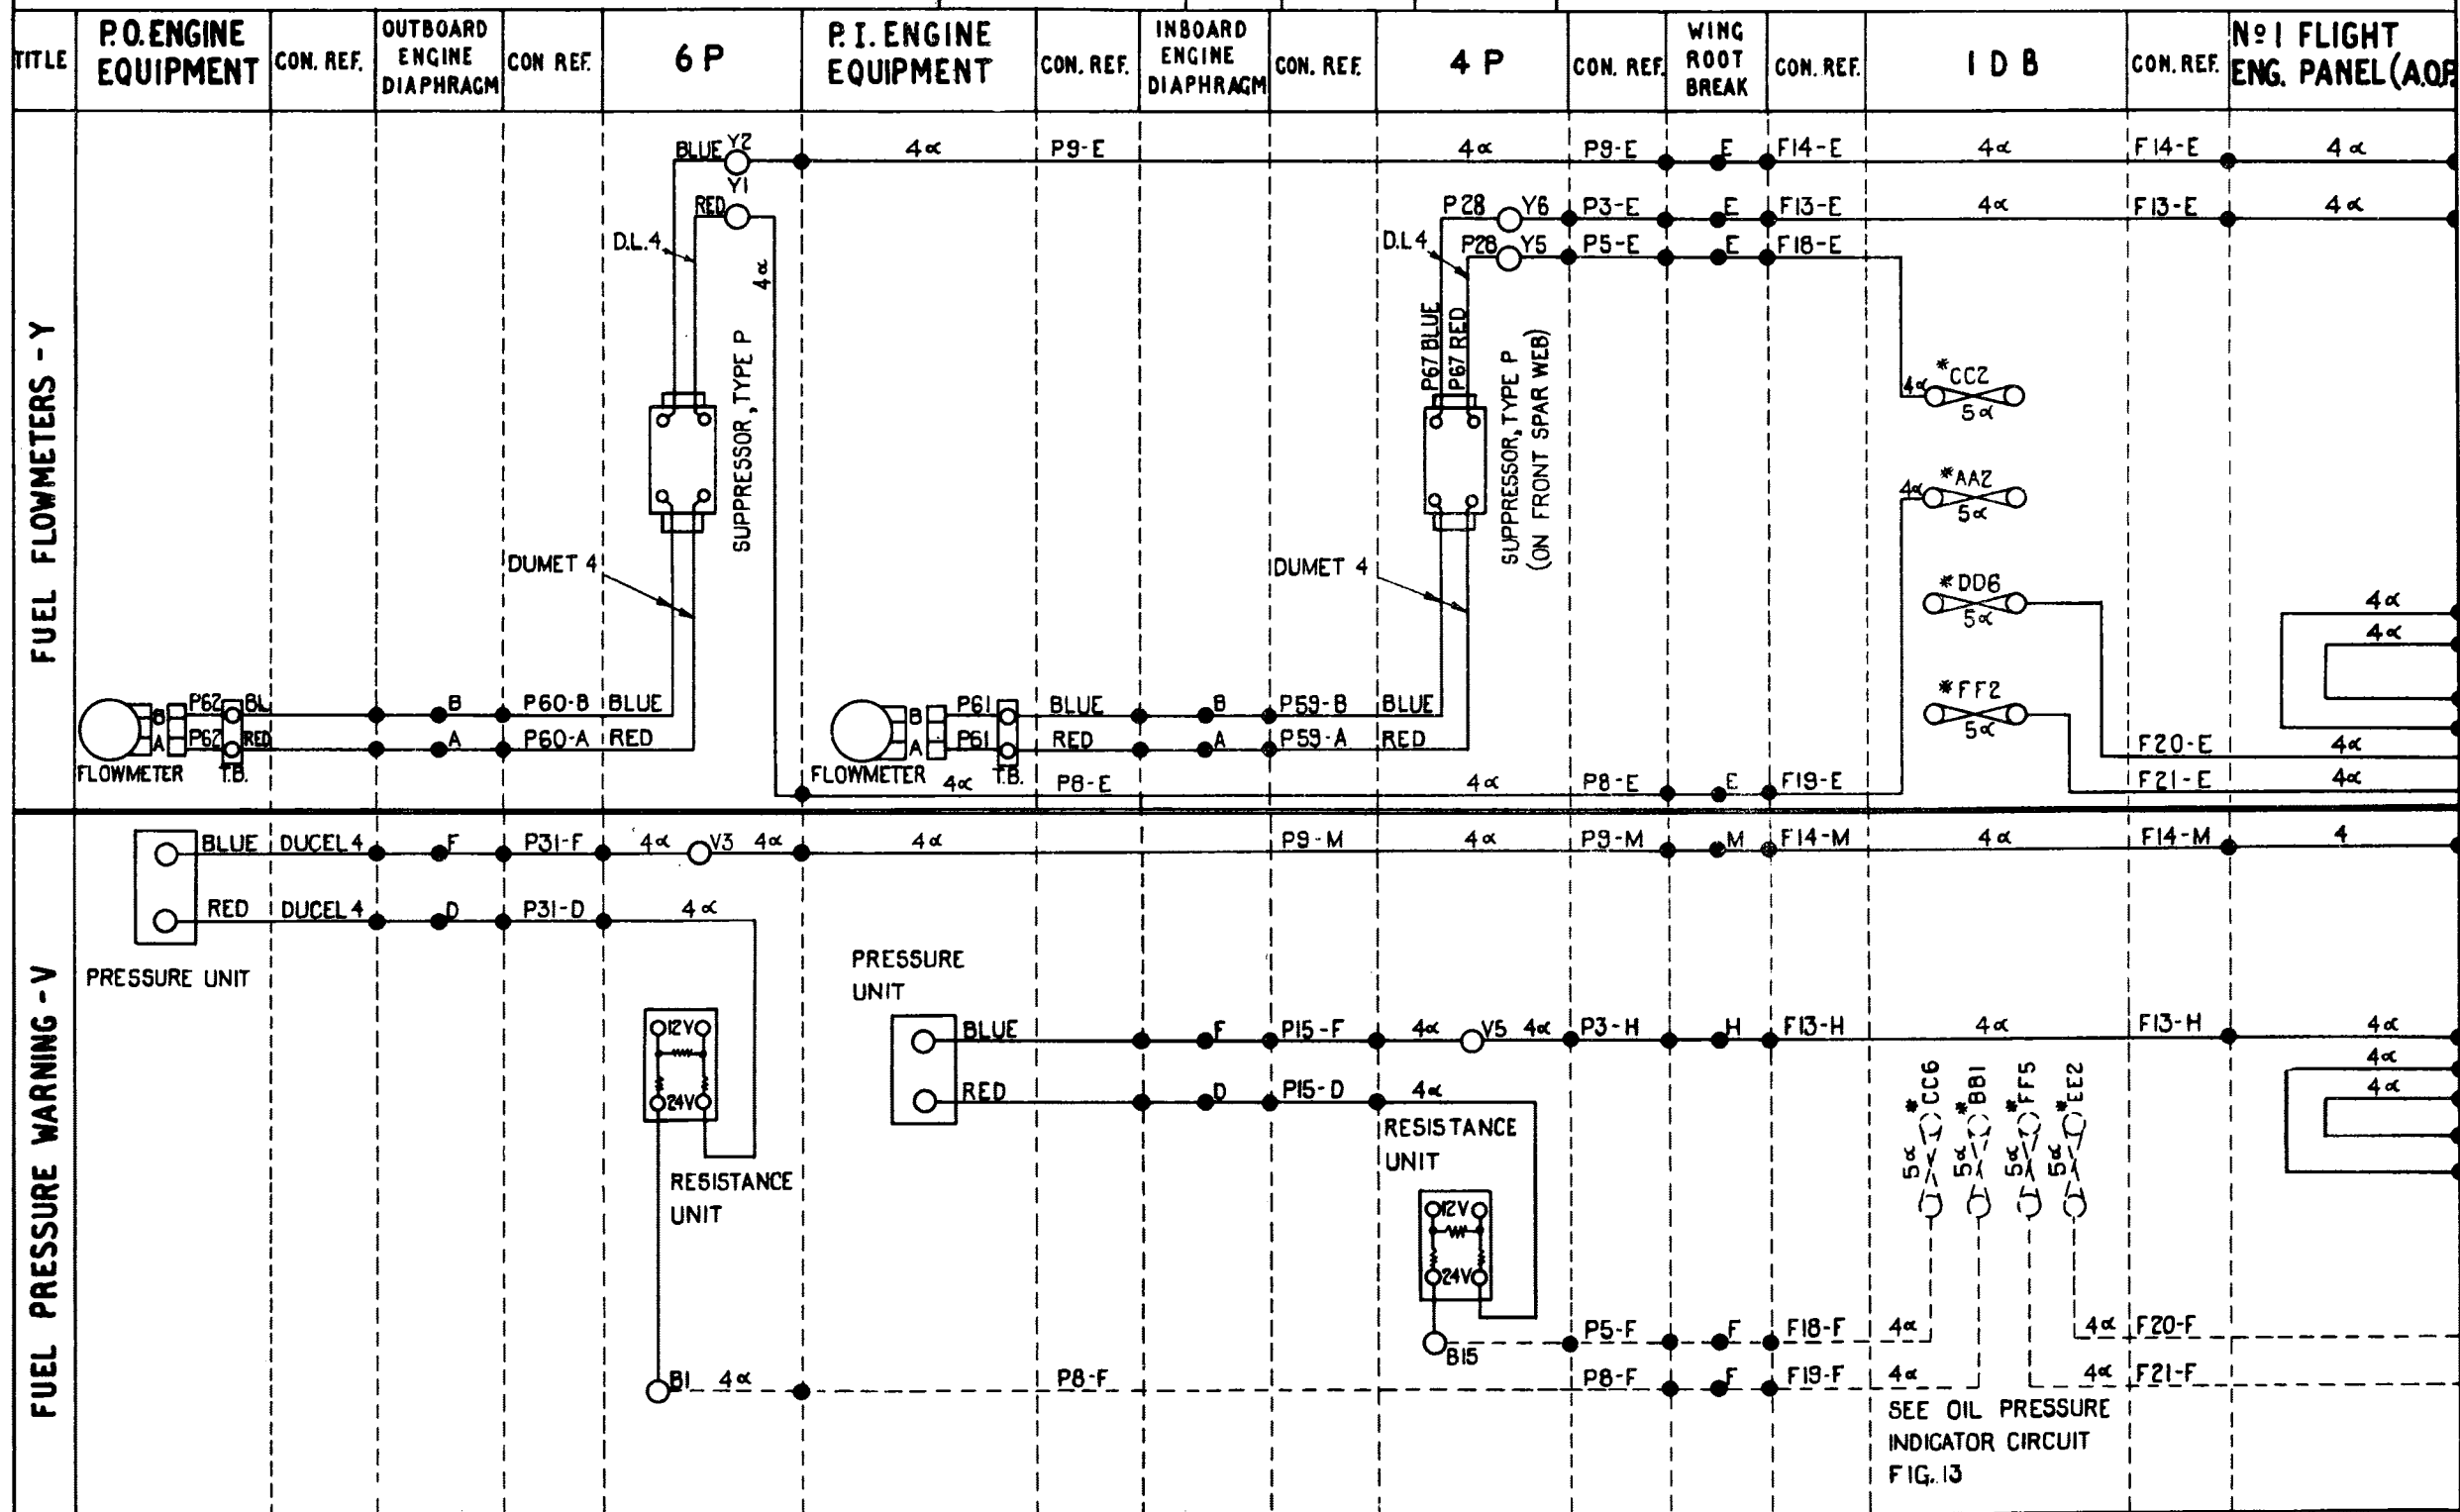 TITLE
P.O. ENGINE
EQUIPMENT
CON. REF.
OUTBOARD
ENGINE
DIAPHRAGM
CON REF.
6 P
P. I. ENGINE
EQUIPMENT
CON. REF.
INBOARD
ENGINE
DIAPHRAGM
CON. REF.
4 P
CON. REF.
WING
ROOT
BREAK
CON. REF.
1 D B
CON. REF.
Nº 1 FLIGHT
ENG. PANEL (A.Q.P.
FUEL FLOWMETERS - Y
BLUE Y2 4α P9-E 4α P9-E E F14-E 4α F14-E 4α
Y1
RED
P28 Y6 P3-E E F13-E 4α F13-E 4α
D.L.4
4α
D.L.4 P28 Y5 P5-E E F18-E
SUPPRESSOR, TYPE P
P67 BLUE
P67 RED
SUPPRESSOR, TYPE P
(ON FRONT SPAR WEB)
*CC2
4α
5α
*AA2
4α
5α
DUMET 4
DUMET 4
*DD6
5α
4α
4α
*FF2
5α
P62 BL B P60-B BLUE
B
P62 RED A P60-A RED
A
FLOWMETER T.B.
B P61 BLUE B P59-B BLUE
A P61 RED A P59-A RED
FLOWMETER T.B.
F20-E 4α
F21-E 4α
4α P8-E 4α P8-E E F19-E
FUEL PRESSURE WARNING - V
BLUE DUCEL 4 F P31-F 4α V3 4α 4α P9-M 4α P9-M M F14-M 4α F14-M 4
RED DUCEL 4 D P31-D 4α
PRESSURE UNIT
PRESSURE
UNIT
12V
24V
RESISTANCE
UNIT
BLUE F P15-F 4α V5 4α P3-H H F13-H 4α F13-H 4α
RED D P15-D 4α
4α
4α
RESISTANCE
UNIT
12V
24V
*CC6
*BB1
*FF5
*EE2
5α
5α
5α
5α
B15 P5-F F F18-F 4α 4α F20-F
B1 4α P8-F P8-F F F19-F 4α 4α F21-F
SEE OIL PRESSURE
INDICATOR CIRCUIT
FIG. 13